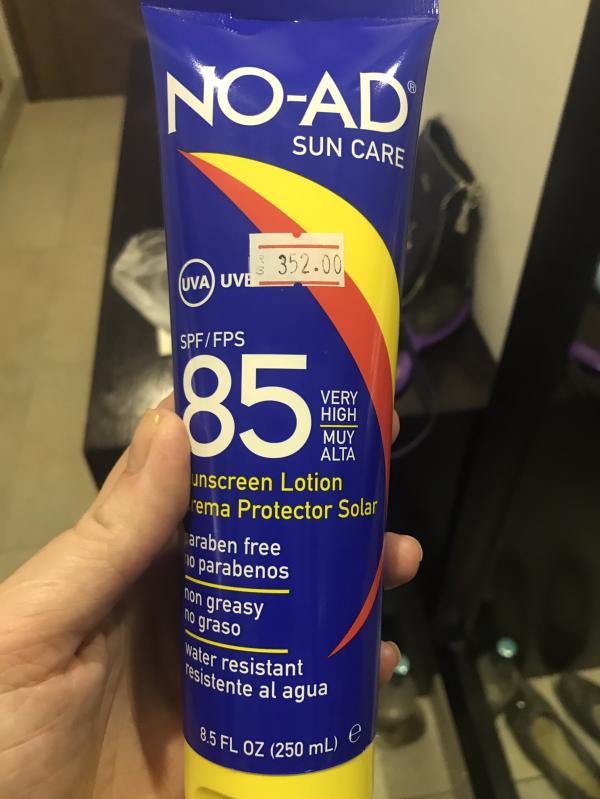 NO-AD®
SUN CARE
352.00
UVA
SPF/FPS
85
VERY
HIGH
MUY
ALTA
unscreen Lotion
rema Protector Solar
paraben free
no parabenos
non greasy
no graso
water resistant
resistente al agua
8.5 FL OZ (250 mL) ℮